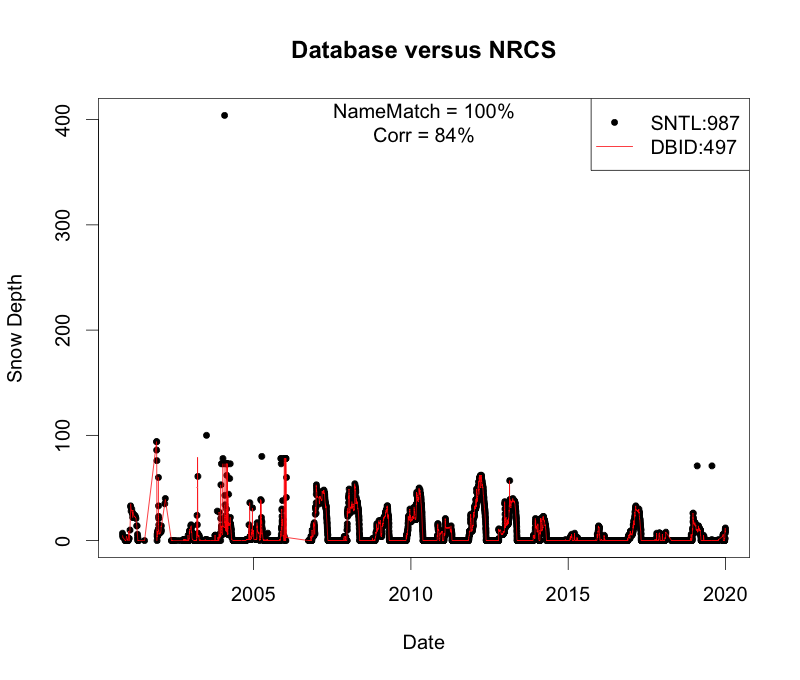 Database versus NRCS
NameMatch = 100%
Corr = 84%
SNTL:987
DBID:497
Snow Depth
400
300
200
100
0
2005
2010
2015
2020
Date